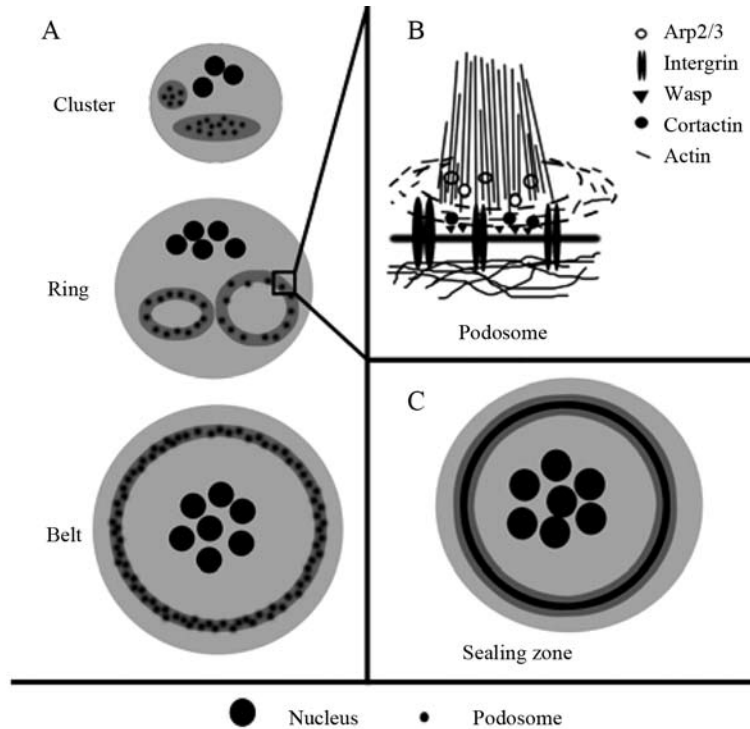 A
Cluster
Ring
Belt
B
Arp2/3
Intergrin
Wasp
Cortactin
Actin
Podosome
C
Sealing zone
Nucleus
Podosome